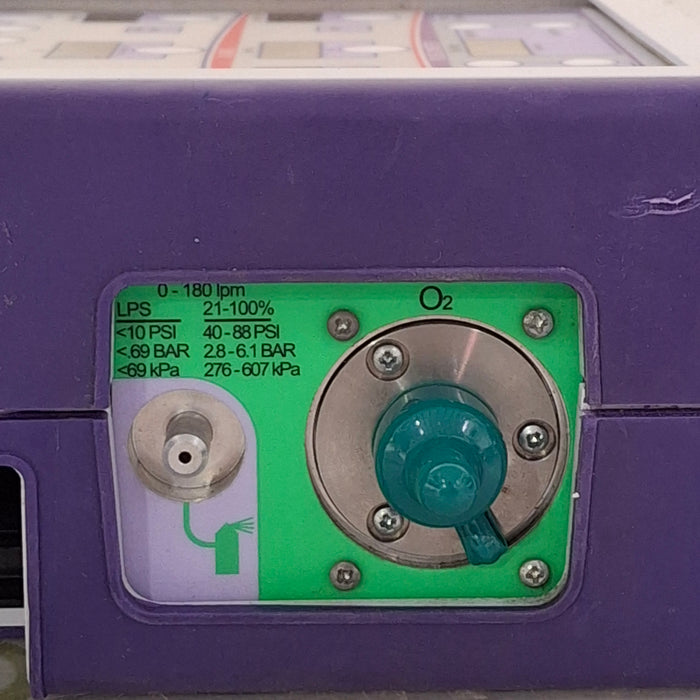 0 - 180 lpm
LPS 21-100%
<10 PSI 40 - 88 PSI
<.69 BAR 2.8 - 6.1 BAR
<69 kPa 276 - 607 kPa
O2